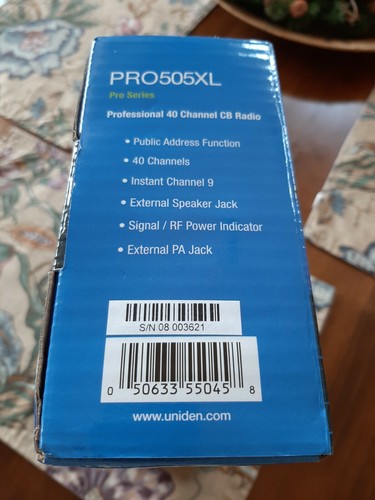 PRO505XL
Pro Series
Professional 40 Channel CB Radio
• Public Address Function
• 40 Channels
• Instant Channel 9
• External Speaker Jack
• Signal / RF Power Indicator
• External PA Jack
S/N 08 003621
0 50633 55045 8
www.uniden.com